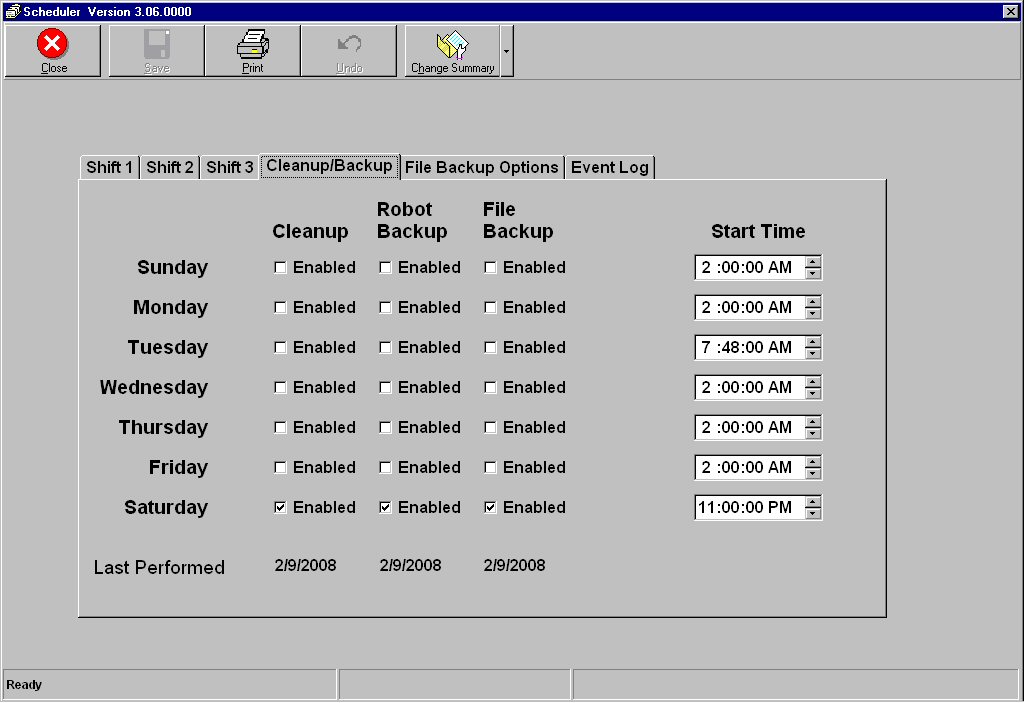 Scheduler Version 3.06.0000
Close Save Print Undo Change Summary
Shift 1 Shift 2 Shift 3 Cleanup/Backup File Backup Options Event Log
Robot File
Cleanup Backup Backup Start Time
Sunday Enabled Enabled Enabled 2 :00:00 AM
Monday Enabled Enabled Enabled 2 :00:00 AM
Tuesday Enabled Enabled Enabled 7 :48:00 AM
Wednesday Enabled Enabled Enabled 2 :00:00 AM
Thursday Enabled Enabled Enabled 2 :00:00 AM
Friday Enabled Enabled Enabled 2 :00:00 AM
Saturday Enabled Enabled Enabled 11:00:00 PM
Last Performed 2/9/2008 2/9/2008 2/9/2008
Ready